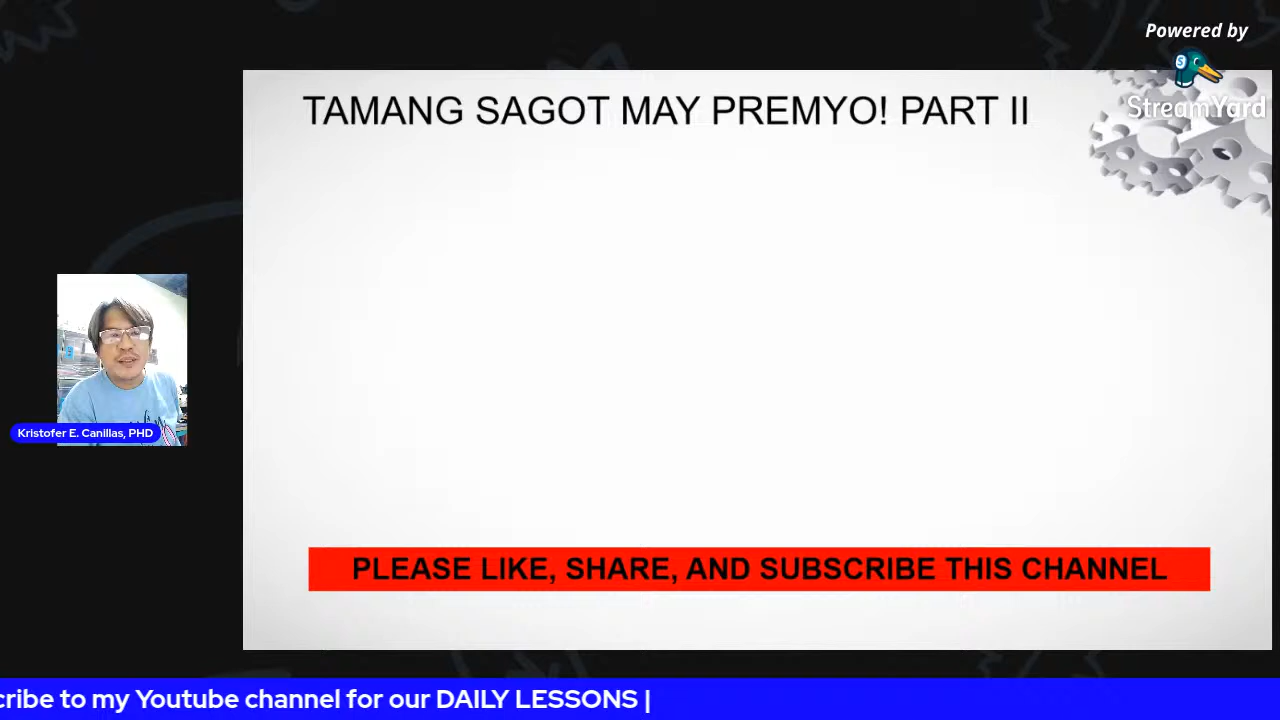 Powered by
StreamYard
TAMANG SAGOT MAY PREMYO! PART II
Kristofer E. Canillas, PHD
PLEASE LIKE, SHARE, AND SUBSCRIBE THIS CHANNEL
cribe to my Youtube channel for our DAILY LESSONS |